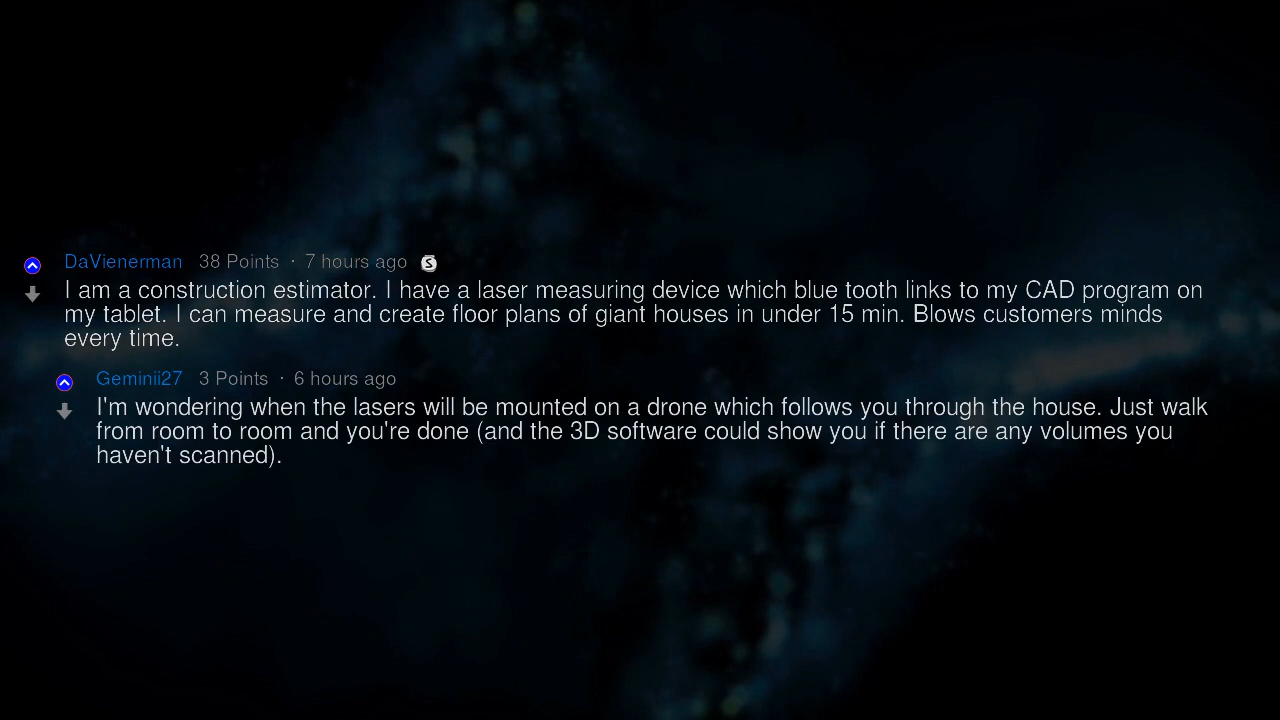 DaVienerman 38 Points · 7 hours ago S
I am a construction estimator. I have a laser measuring device which blue tooth links to my CAD program on
my tablet. I can measure and create floor plans of giant houses in under 15 min. Blows customers minds
every time.
Geminii27 3 Points · 6 hours ago
I'm wondering when the lasers will be mounted on a drone which follows you through the house. Just walk
from room to room and you're done (and the 3D software could show you if there are any volumes you
haven't scanned).